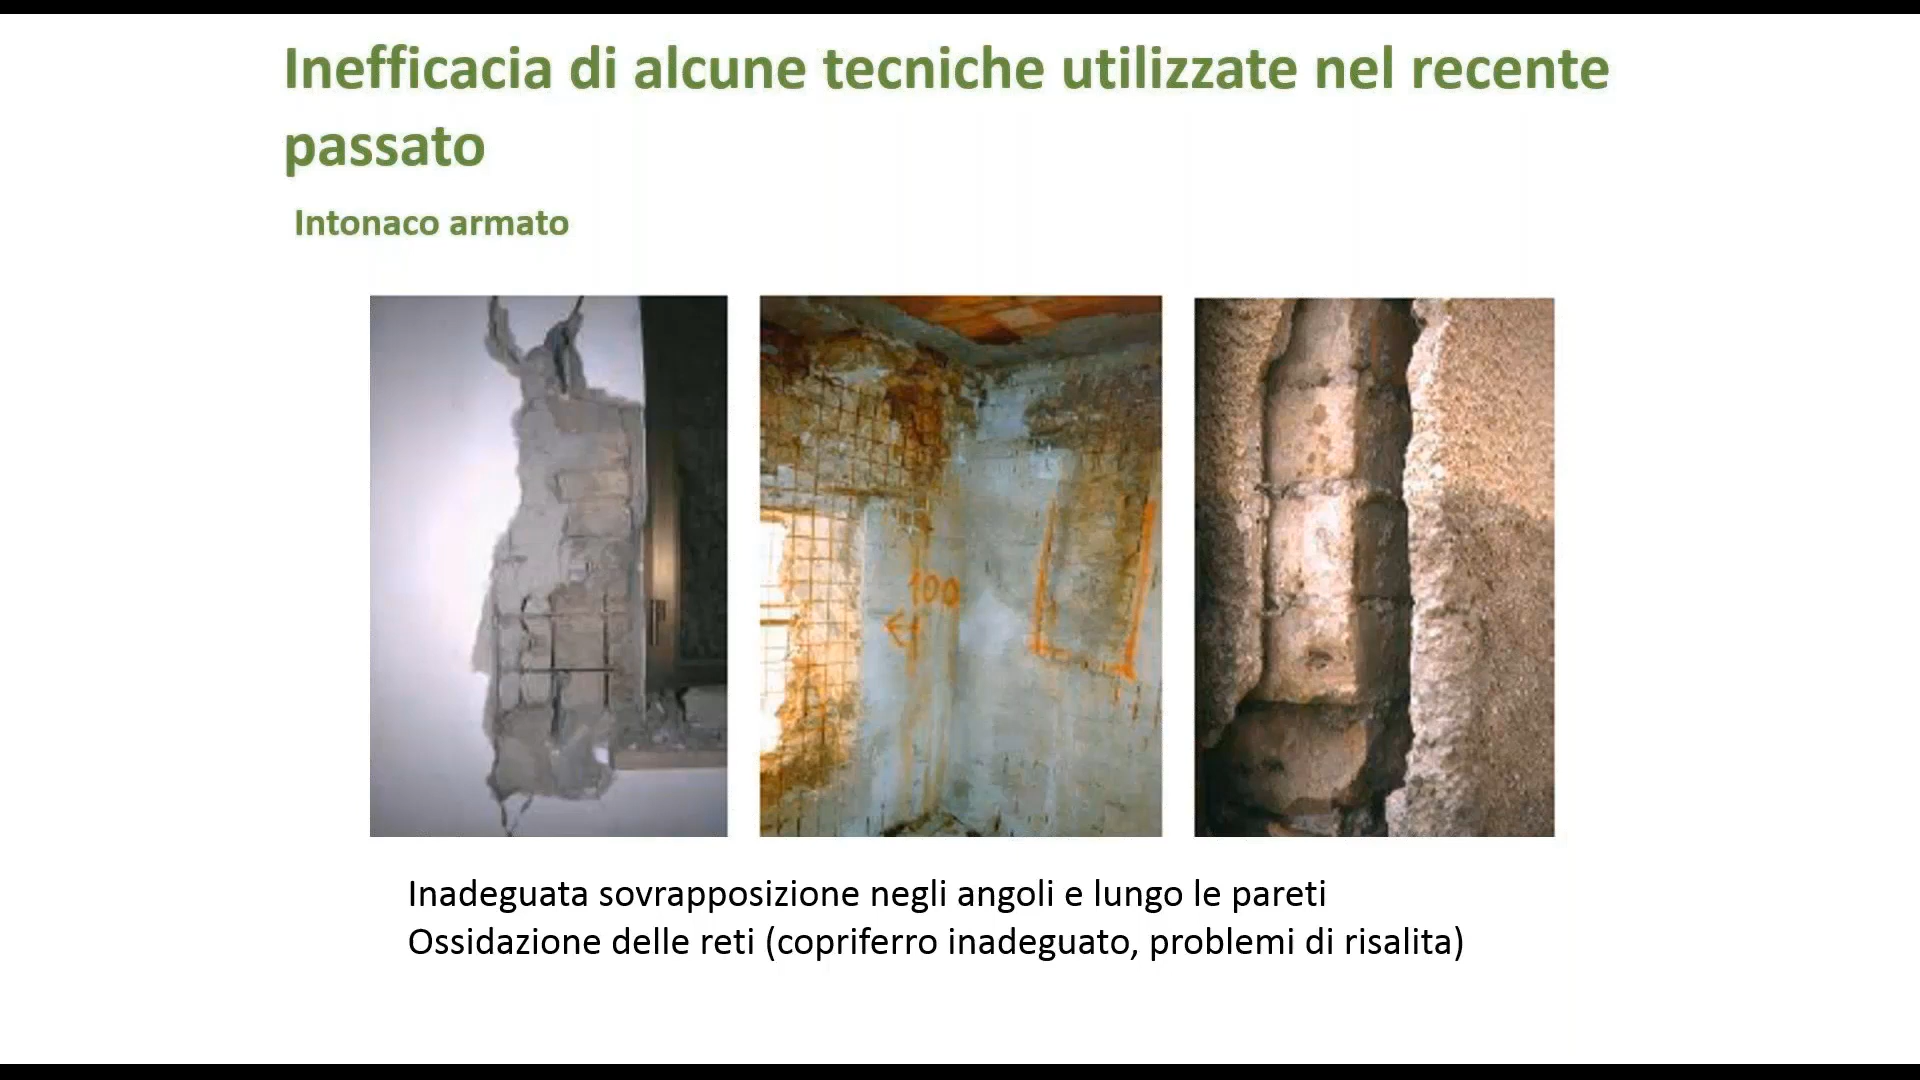 Inefficacia di alcune tecniche utilizzate nel recente
passato
Intonaco armato
100
Inadeguata sovrapposizione negli angoli e lungo le pareti
Ossidazione delle reti (copriferro inadeguato, problemi di risalita)